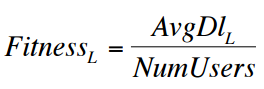 Fitness_L = AvgDl_L / NumUsers